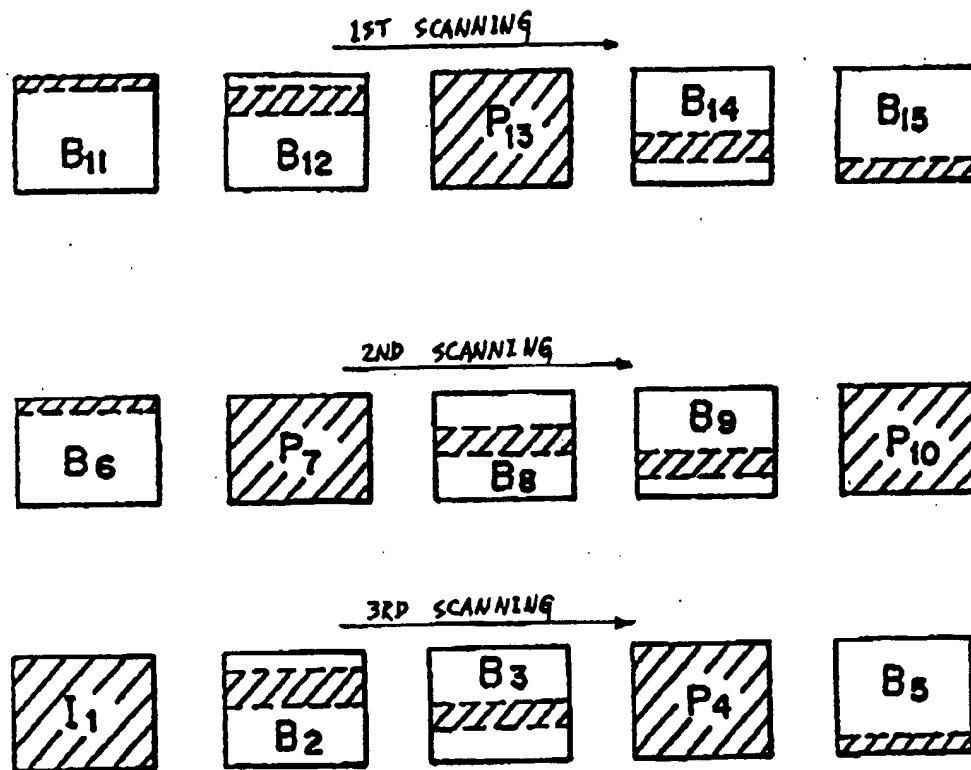 1ST SCANNING
B11 B12 P13 B14 B15
2ND SCANNING
B6 P7 B8 B9 P10
3RD SCANNING
I1 B2 B3 P4 B5